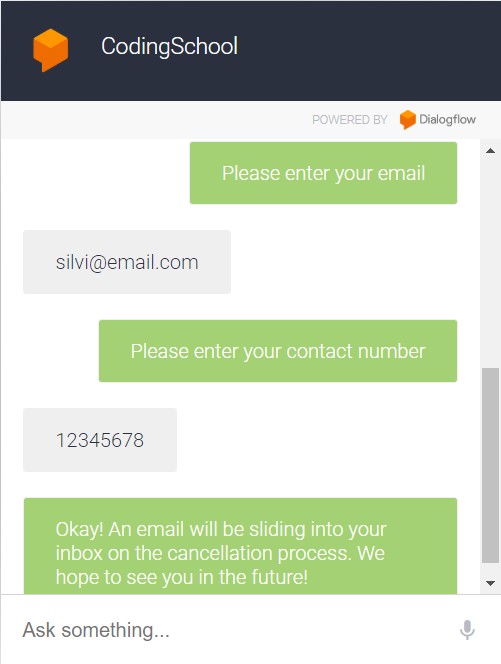 CodingSchool
POWERED BY Dialogflow
Please enter your email
silvi@email.com
Please enter your contact number
12345678
Okay! An email will be sliding into your
inbox on the cancellation process. We
hope to see you in the future!
Ask something...